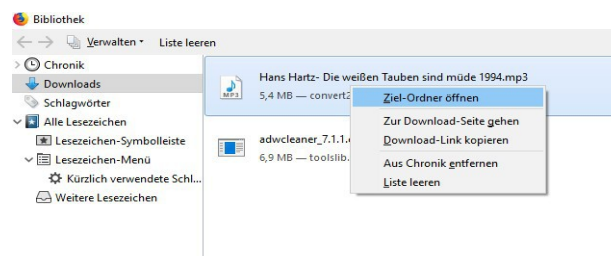 Bibliothek
Verwalten Liste leeren
Chronik
Downloads
Schlagwörter
Alle Lesezeichen
Lesezeichen-Symbolleiste
Lesezeichen-Menü
Kürzlich verwendete Schl...
Weitere Lesezeichen
MP3
Hans Hartz- Die weißen Tauben sind müde 1994.mp3
5,4 MB —
Ziel-Ordner öffnen
Zur Download-Seite gehen
Download-Link kopieren
Aus Chronik entfernen
Liste leeren
adwcleaner_7.1.1.
6,9 MB — toolslib.